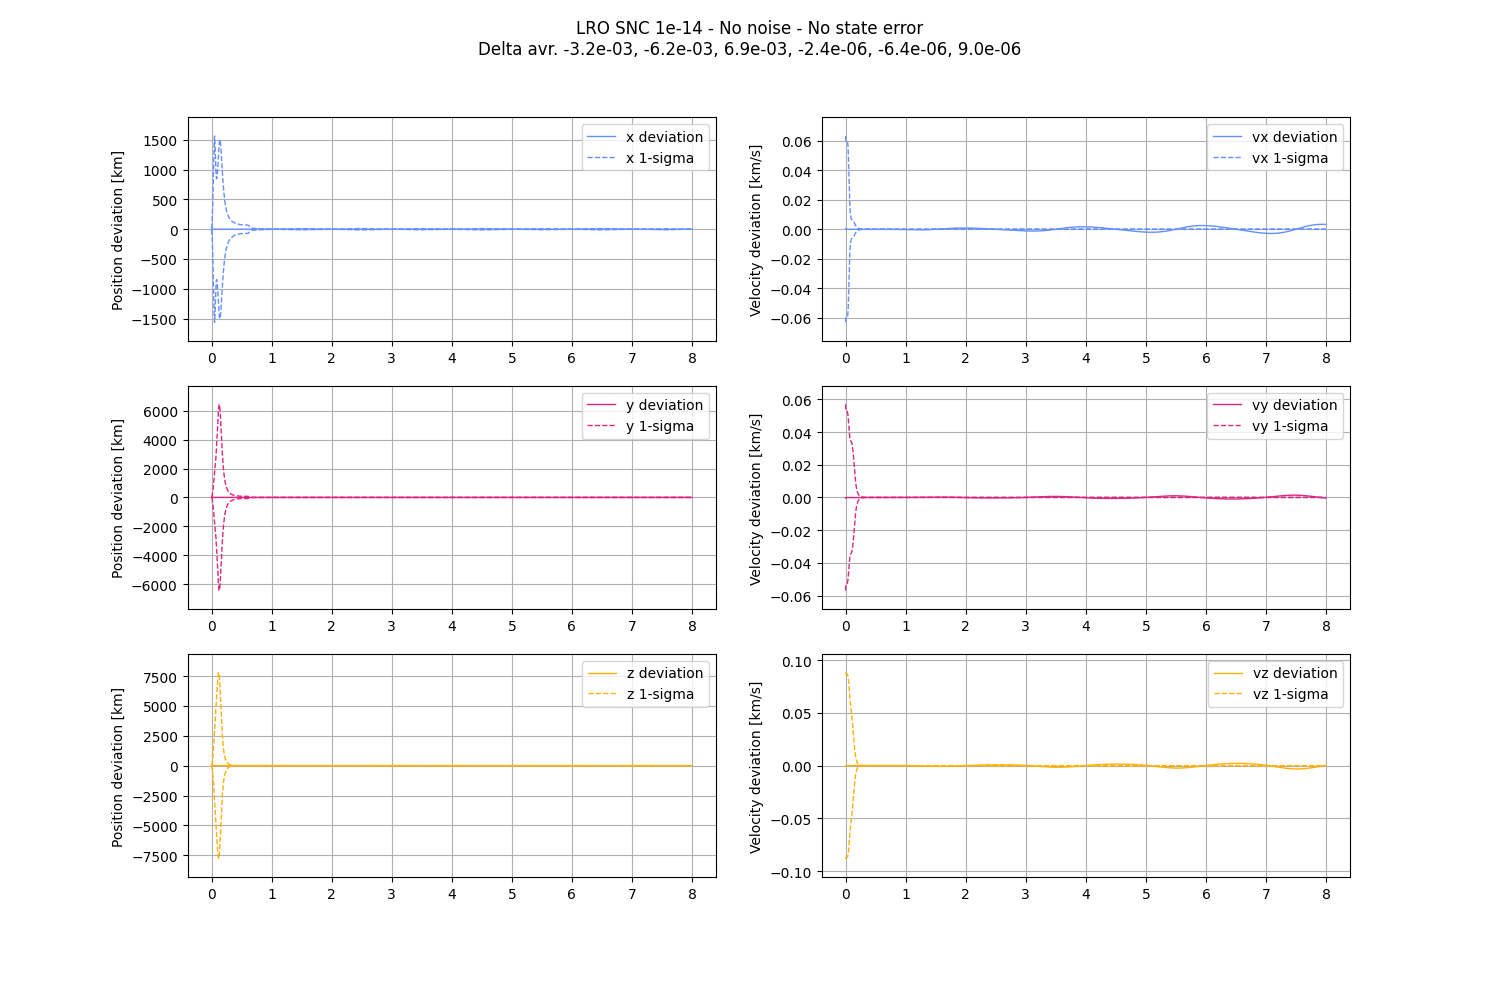 LRO SNC 1e-14 - No noise - No state error
Delta avr. -3.2e-03, -6.2e-03, 6.9e-03, -2.4e-06, -6.4e-06, 9.0e-06
Position deviation [km]
1500
1000
500
0
−500
−1000
−1500
x deviation
x 1-sigma
0 1 2 3 4 5 6 7 8
Velocity deviation [km/s]
0.06
0.04
0.02
0.00
−0.02
−0.04
−0.06
vx deviation
vx 1-sigma
0 1 2 3 4 5 6 7 8
Position deviation [km]
6000
4000
2000
0
−2000
−4000
−6000
y deviation
y 1-sigma
0 1 2 3 4 5 6 7 8
Velocity deviation [km/s]
0.06
0.04
0.02
0.00
−0.02
−0.04
−0.06
vy deviation
vy 1-sigma
0 1 2 3 4 5 6 7 8
Position deviation [km]
7500
5000
2500
0
−2500
−5000
−7500
z deviation
z 1-sigma
0 1 2 3 4 5 6 7 8
Velocity deviation [km/s]
0.10
0.05
0.00
−0.05
−0.10
vz deviation
vz 1-sigma
0 1 2 3 4 5 6 7 8